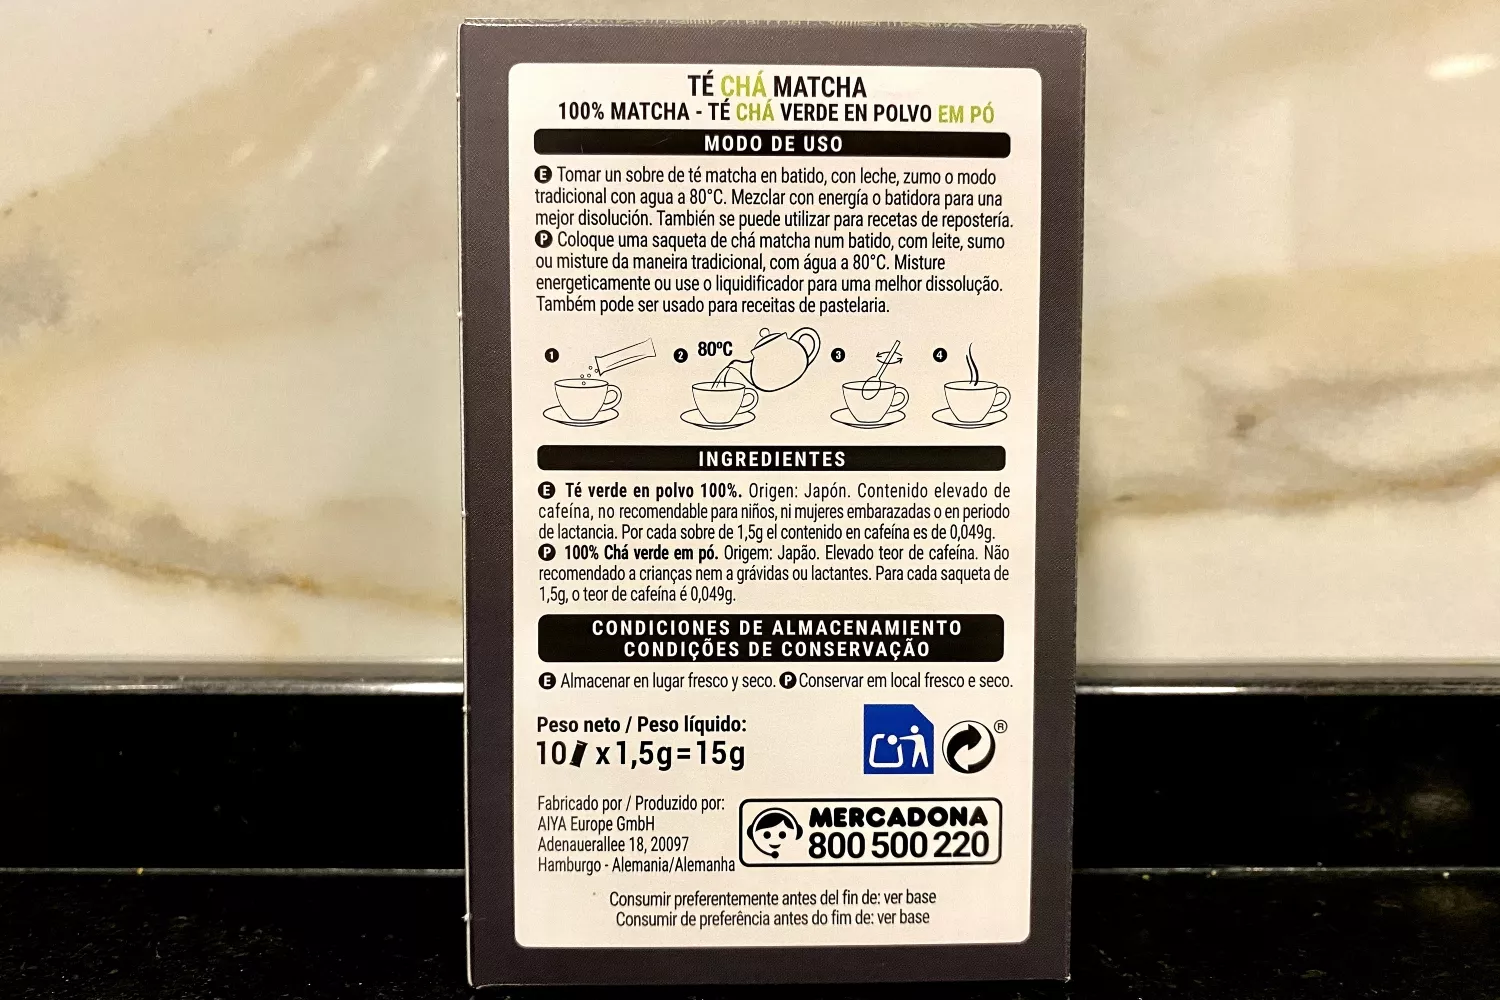 TÉ CHÁ MATCHA
100% MATCHA - TÉ CHÁ VERDE EN POLVO EM PÓ
MODO DE USO
E Tomar un sobre de té matcha en batido, con leche, zumo o modo
tradicional con agua a 80°C. Mezclar con energía o batidora para una
mejor disolución. También se puede utilizar para recetas de repostería.
P Coloque uma saqueta de chá matcha num batido, com leite, sumo
ou misture da maneira tradicional, com água a 80°C. Misture
energeticamente ou use o liquidificador para uma melhor dissolução.
Também pode ser usado para receitas de pastelaria.
1 2 80ºC 3 4
INGREDIENTES
E Té verde en polvo 100%. Origen: Japón. Contenido elevado de
cafeína, no recomendable para niños, ni mujeres embarazadas o en periodo
de lactancia. Por cada sobre de 1,5g el contenido en cafeína es de 0,049g.
P 100% Chá verde em pó. Origem: Japão. Elevado teor de cafeína. Não
recomendado a crianças nem a grávidas ou lactantes. Para cada saqueta de
1,5g, o teor de cafeína é 0,049g.
CONDICIONES DE ALMACENAMIENTO
CONDIÇÕES DE CONSERVAÇÃO
E Almacenar en lugar fresco y seco. P Conservar em local fresco e seco.
Peso neto / Peso líquido:
10 x 1,5g=15g
®
Fabricado por / Produzido por:
AIYA Europe GmbH
Adenauerallee 18, 20097
Hamburgo - Alemania/Alemanha
MERCADONA
800 500 220
Consumir preferentemente antes del fin de: ver base
Consumir de preferência antes do fim de: ver base